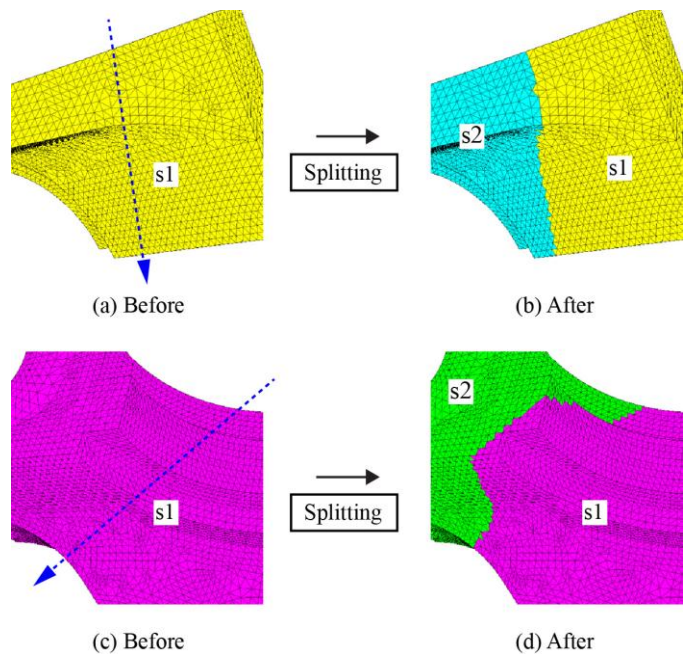 s1
Splitting
s2
s1
(a) Before
(b) After
s1
Splitting
s2
s1
(c) Before
(d) After